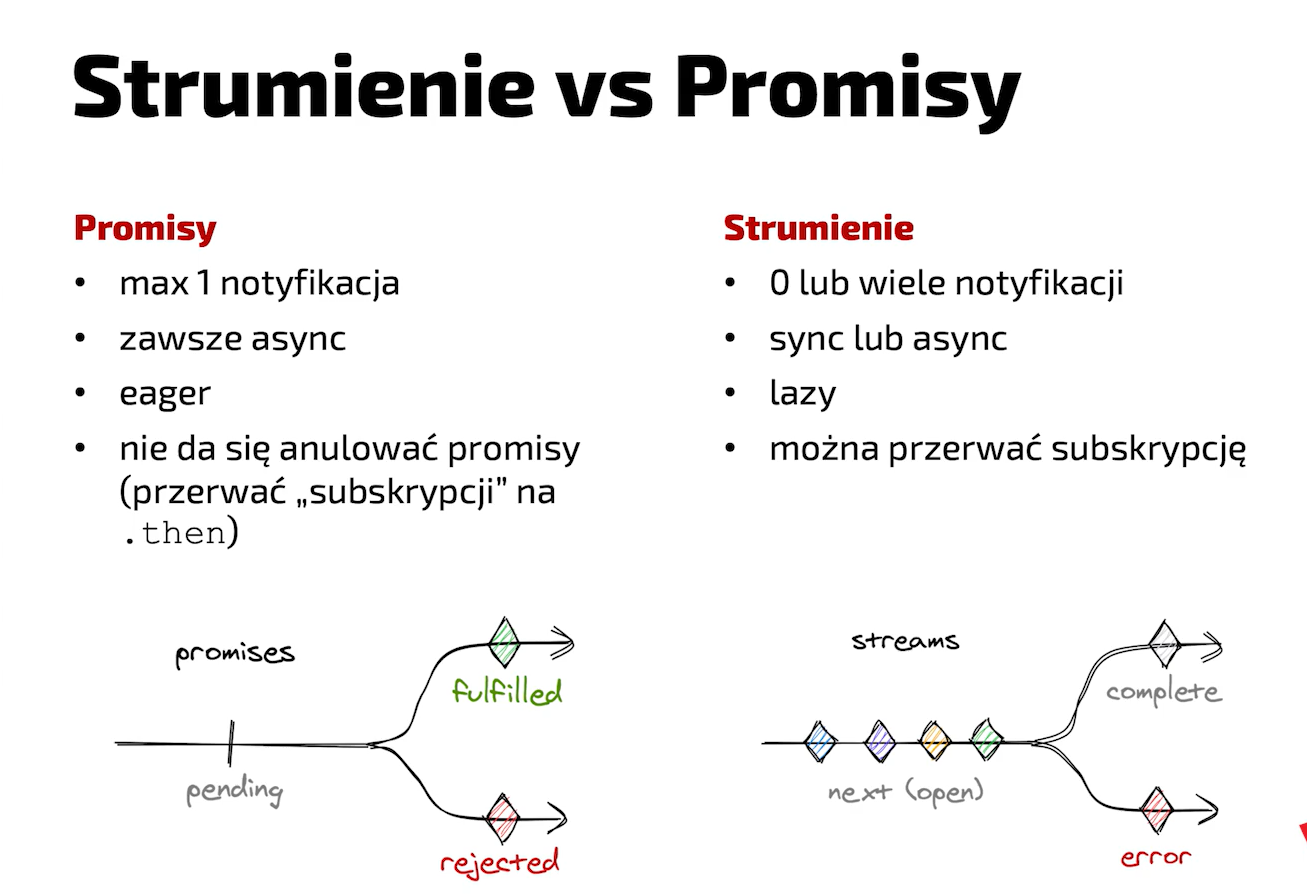 Strumienie vs Promisy
Promisy
• max 1 notyfikacja
• zawsze async
• eager
• nie da się anulować promisy
(przerwać „subskrypcji” na
.then)
Strumienie
• 0 lub wiele notyfikacji
• sync lub async
• lazy
• można przerwać subskrypcję
promises
fulfilled
pending
rejected
streams
complete
next (open)
error